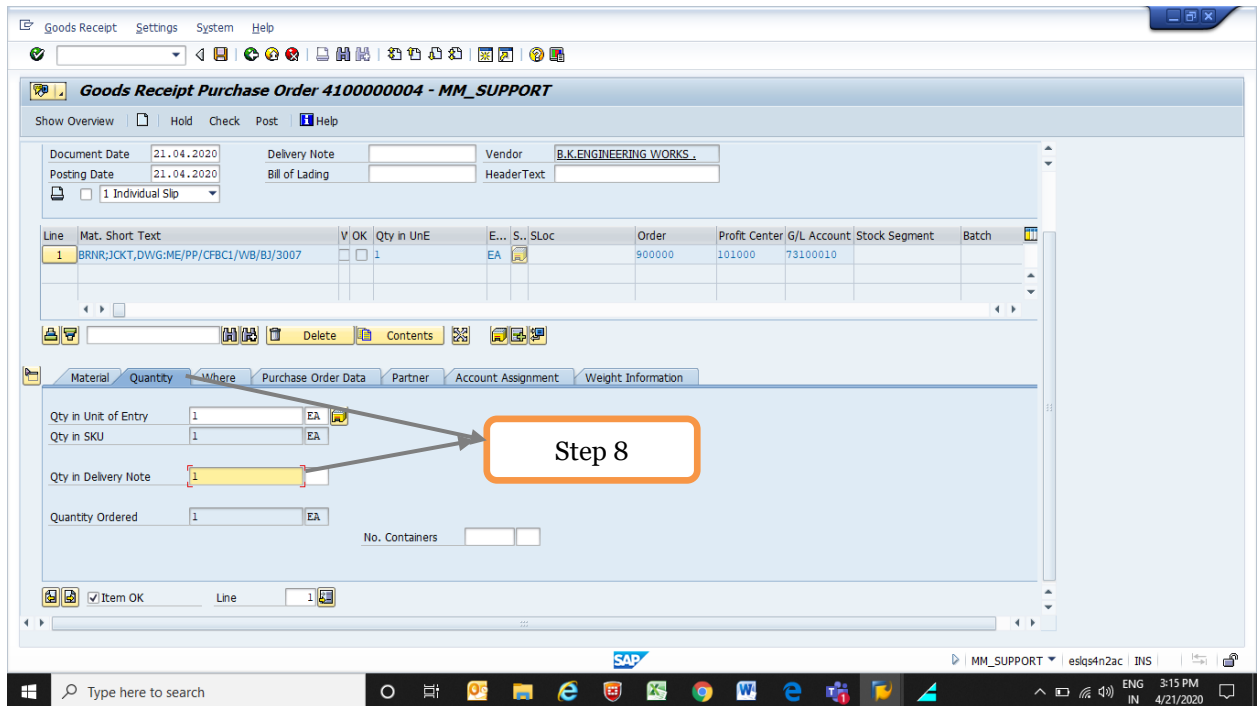 Goods Receipt Settings System Help
Goods Receipt Purchase Order 4100000004 - MM_SUPPORT
Show Overview Hold Check Post Help
Document Date 21.04.2020 Delivery Note Vendor B.K.ENGINEERING WORKS .
Posting Date 21.04.2020 Bill of Lading HeaderText
1 Individual Slip
Line Mat. Short Text V OK Qty in UnE E... S.. SLoc Order Profit Center G/L Account Stock Segment Batch
1 BRNR;JCKT,DWG:ME/PP/CFBC1/WB/BJ/3007 1 EA 900000 101000 73100010
Delete Contents
Material Quantity Where Purchase Order Data Partner Account Assignment Weight Information
Qty in Unit of Entry 1 EA
Qty in SKU 1 EA
Step 8
Qty in Delivery Note 1
Quantity Ordered 1 EA
No. Containers
Item OK Line 1
SAP MM_SUPPORT eslqs4n2ac INS
Type here to search ENG 3:15 PM
IN 4/21/2020